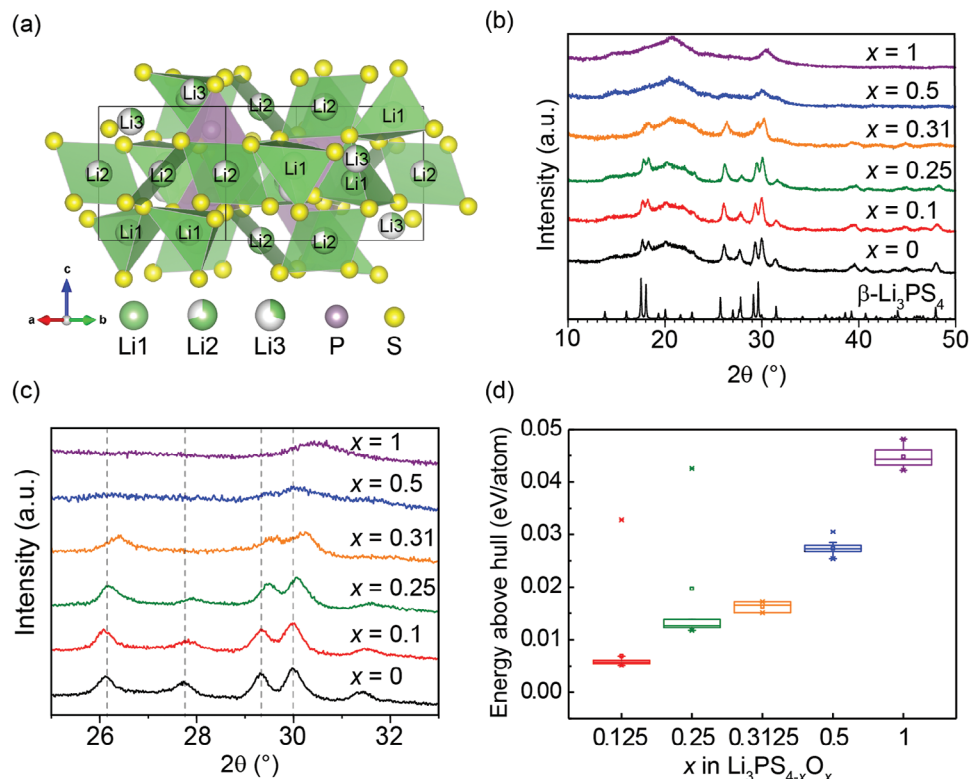 (a)
Li3
Li2
Li2
Li1
Li3
Li3
Li2
Li2
Li2
Li1
Li1
Li2
Li1
Li1
Li2
Li2
Li3
c
a
b
Li1
Li2
Li3
P
S
(b)
Intensity (a.u.)
x = 1
x = 0.5
x = 0.31
x = 0.25
x = 0.1
x = 0
β-Li₃PS₄
10 20 30 40 50
2θ (°)
(c)
Intensity (a.u.)
x = 1
x = 0.5
x = 0.31
x = 0.25
x = 0.1
x = 0
26 28 30 32
2θ (°)
(d)
Energy above hull (eV/atom)
0.05
0.04
0.03
0.02
0.01
0.00
0.125 0.25 0.3125 0.5 1
x in Li₃PS₄₋ₓOₓ